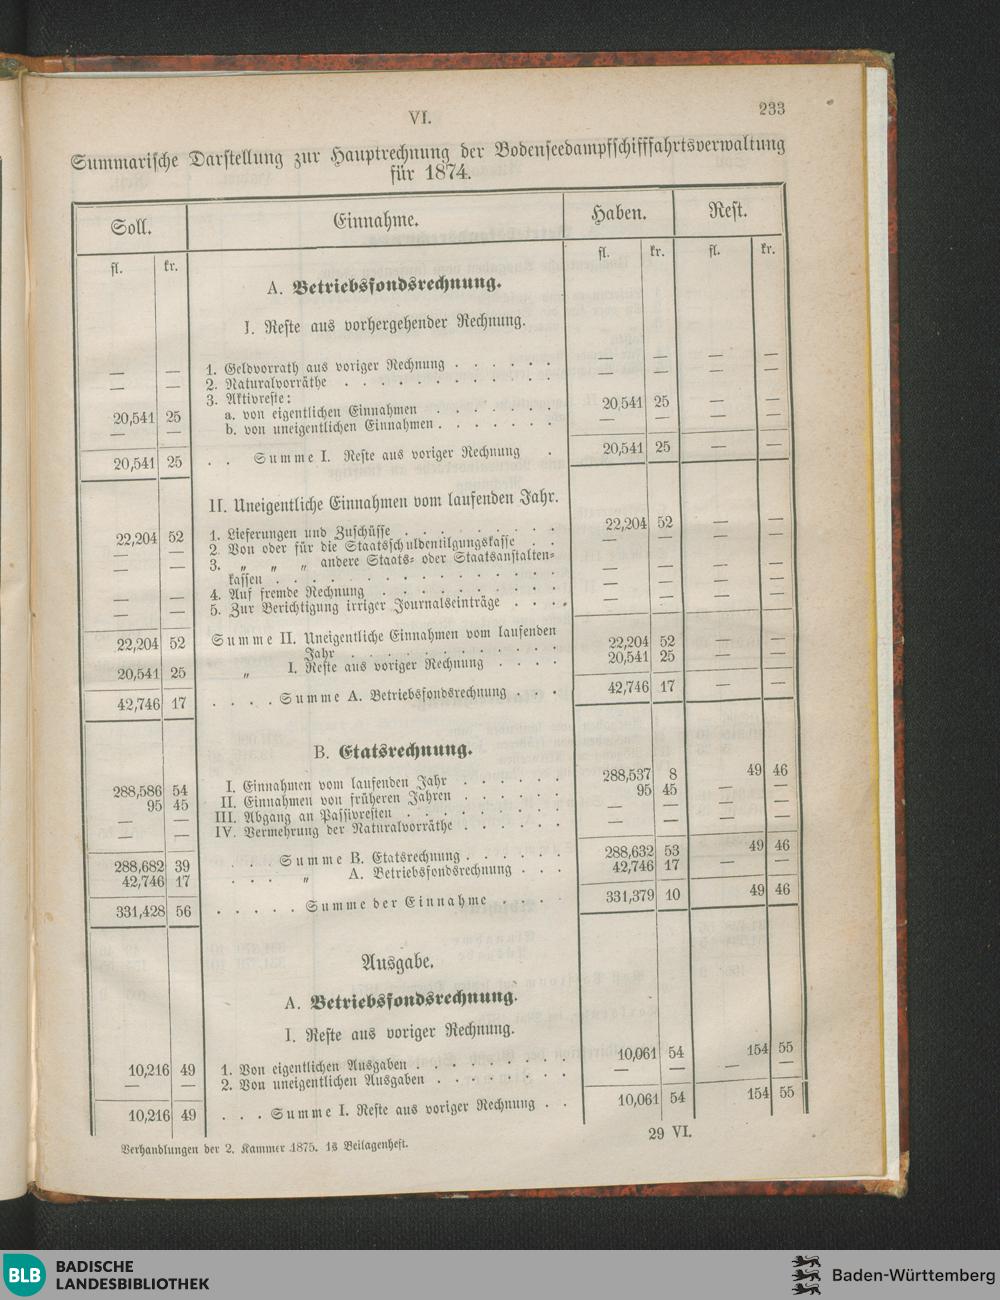 233
VI.
Summarische Darstellung zur Hauptrechnung der Bodenseedampfschifffahrtsverwaltung
für 1874.
Soll. Einnahme. Haben. Rest.
fl. kr. fl. kr. fl. kr.
A. Betriebsfondsrechnung.
I. Reste aus vorhergehender Rechnung.
— — 1. Geldvorrath aus voriger Rechnung . . . . . . — — — —
— — 2. Naturalvorräthe . . . . . . . . . . . — — — —
3. Aktivreste:
20,541 25 a. von eigentlichen Einnahmen . . . . . . 20,541 25 — —
— — b. von uneigentlichen Einnahmen . . . . . . . — — — —
20,541 25 . . Summe I. Reste aus voriger Rechnung . 20,541 25 — —
II. Uneigentliche Einnahmen vom laufenden Jahr.
22,204 52 1. Lieferungen und Zuschüsse . . . . . . . . 22,204 52 — —
— — 2. Von oder für die Staatsschuldentilgungskasse . . — — — —
— — 3. „ „ „ andere Staats- oder Staatsanstalten-
kassen . . . . . . . . . . . . . . — — — —
— — 4. Auf fremde Rechnung . . . . . . . . . — — — —
— — 5. Zur Berichtigung irriger Journalseinträge . . . . — — — —
22,204 52 Summe II. Uneigentliche Einnahmen vom laufenden
Jahr . . . . . . . . . . . 22,204 52 — —
20,541 25 „ I. Reste aus voriger Rechnung . . . . 20,541 25 — —
42,746 17 . . . . Summe A. Betriebsfondsrechnung . . . 42,746 17 — —
B. Etatsrechnung.
288,586 54 I. Einnahmen vom laufenden Jahr . . . . . . 288,537 8 49 46
95 45 II. Einnahmen von früheren Jahren . . . . . . 95 45 — —
— — III. Abgang an Passivresten . . . . . . . . — — — —
— — IV. Vermehrung der Naturalvorräthe . . . . . . — — — —
288,682 39 . . . Summe B. Etatsrechnung . . . . . . 288,632 53 49 46
42,746 17 . . . „ A. Betriebsfondsrechnung . . . 42,746 17 — —
331,428 56 . . . . . Summe der Einnahme . . . 331,379 10 49 46
Ausgabe.
A. Betriebsfondsrechnung.
I. Reste aus voriger Rechnung.
10,216 49 1. Von eigentlichen Ausgaben . . . . . . . . 10,061 54 154 55
— — 2. Von uneigentlichen Ausgaben . . . . . . . — — — —
10,216 49 . . . Summe I. Reste aus voriger Rechnung . . 10,061 54 154 55
Verhandlungen der 2. Kammer 1875. 18 Beilagenheft.
29 VI.
BLB BADISCHE
LANDESBIBLIOTHEK
Baden-Württemberg